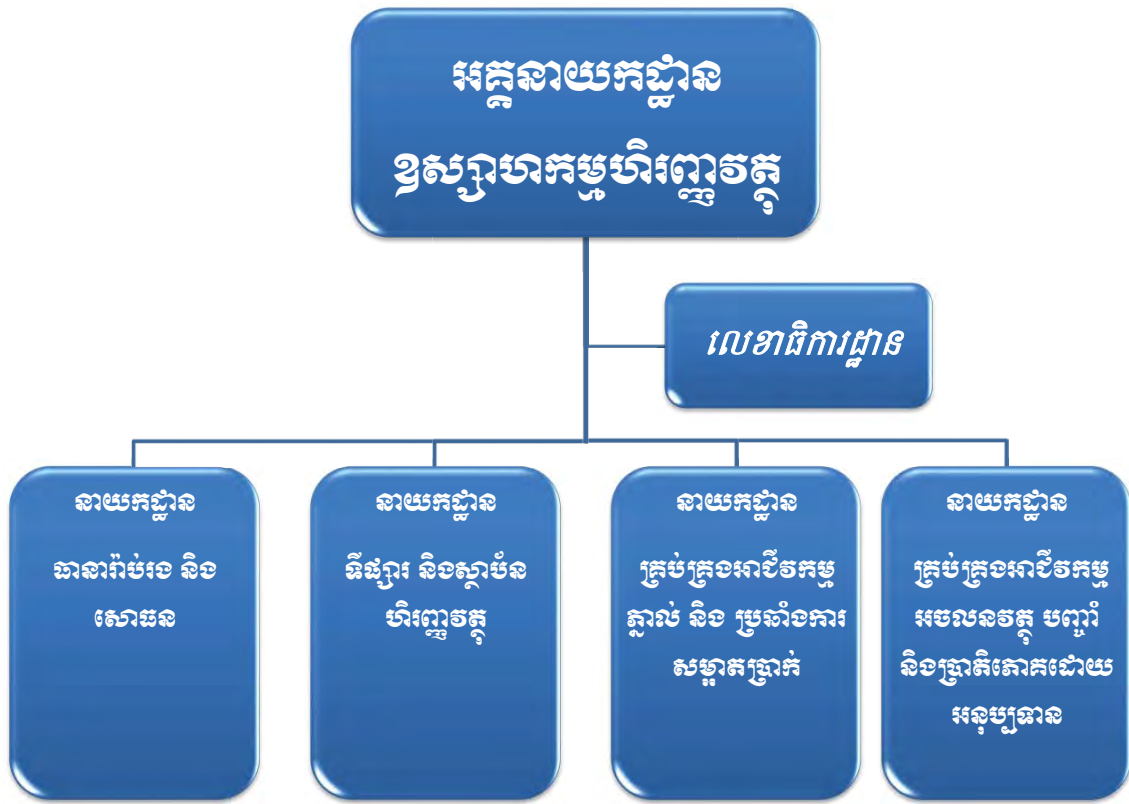 អគ្គនាយកដ្ឋាន
ឧស្សាហកម្មហិរញ្ញវត្ថុ
លេខាធិការដ្ឋាន
នាយកដ្ឋាន
ធានារ៉ាប់រង និង
សោធន
នាយកដ្ឋាន
ទីផ្សារ និងស្ថាប័ន
ហិរញ្ញវត្ថុ
នាយកដ្ឋាន
គ្រប់គ្រងអាជីវកម្ម
ភ្នាល់ និង ប្រឆាំងការ
សម្អាតប្រាក់
នាយកដ្ឋាន
គ្រប់គ្រងអាជីវកម្ម
អចលនវត្ថុ បញ្ចាំ
និងប្រាតិភោគដោយ
អនុប្បទាន